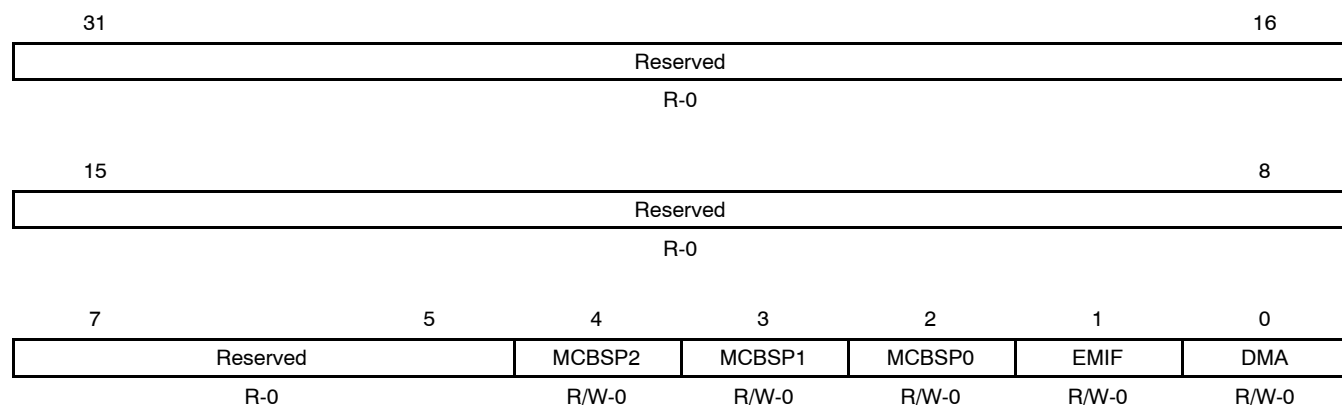 31 16
Reserved
R-0
15 8
Reserved
R-0
7 5 4 3 2 1 0
Reserved MCBSP2 MCBSP1 MCBSP0 EMIF DMA
R-0 R/W-0 R/W-0 R/W-0 R/W-0 R/W-0